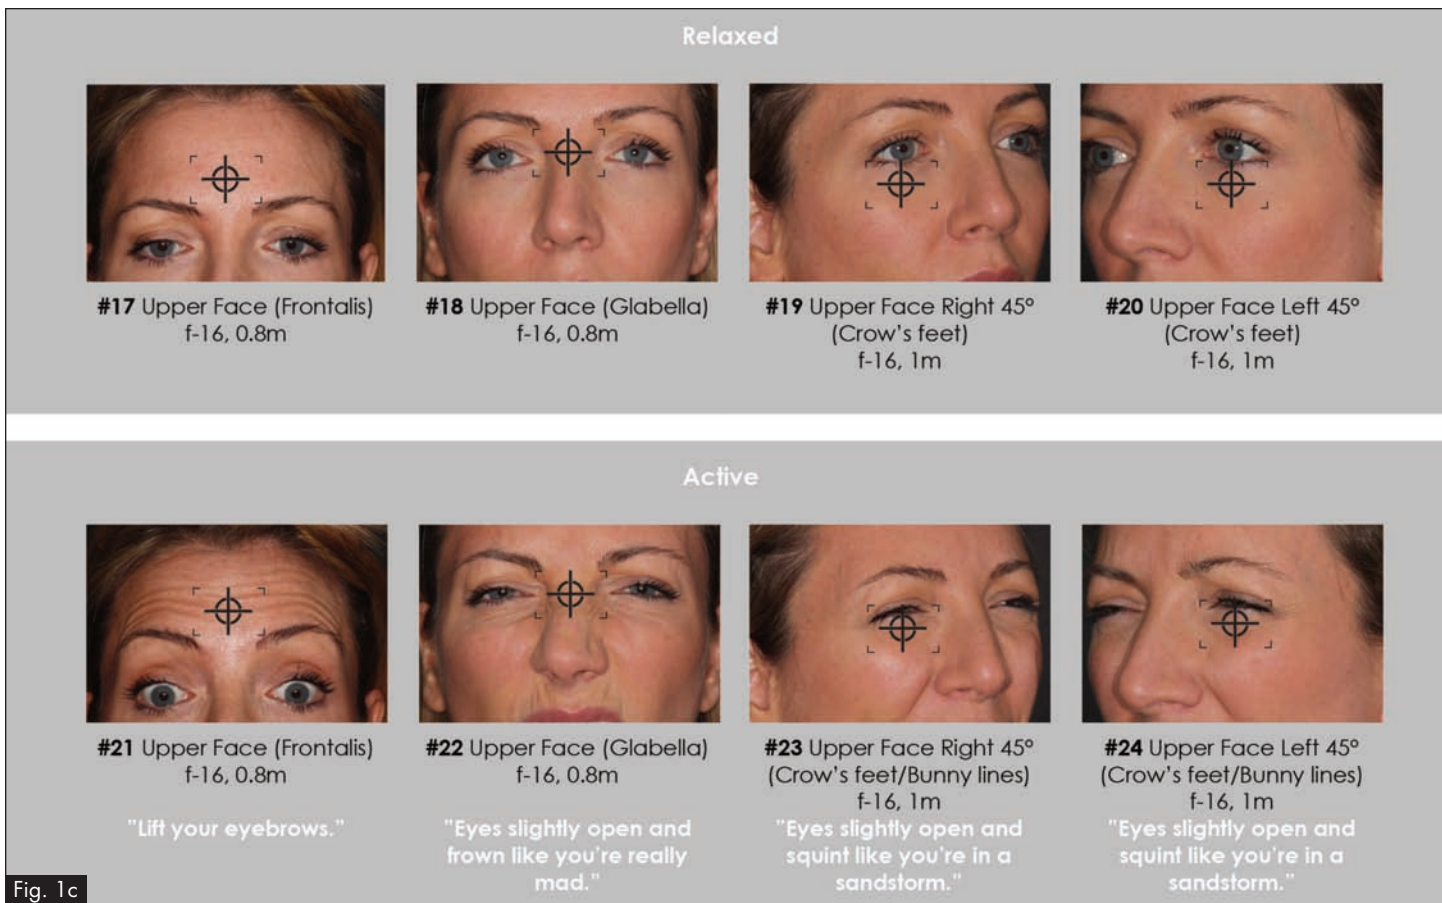 Relaxed
#17 Upper Face (Frontalis)
f-16, 0.8m
#18 Upper Face (Glabella)
f-16, 0.8m
#19 Upper Face Right 45°
(Crow's feet)
f-16, 1m
#20 Upper Face Left 45°
(Crow's feet)
f-16, 1m
Active
#21 Upper Face (Frontalis)
f-16, 0.8m
"Lift your eyebrows."
#22 Upper Face (Glabella)
f-16, 0.8m
"Eyes slightly open and
frown like you're really
mad."
#23 Upper Face Right 45°
(Crow's feet/Bunny lines)
f-16, 1m
"Eyes slightly open and
squint like you're in a
sandstorm."
#24 Upper Face Left 45°
(Crow's feet/Bunny lines)
f-16, 1m
"Eyes slightly open and
squint like you're in a
sandstorm."
Fig. 1c